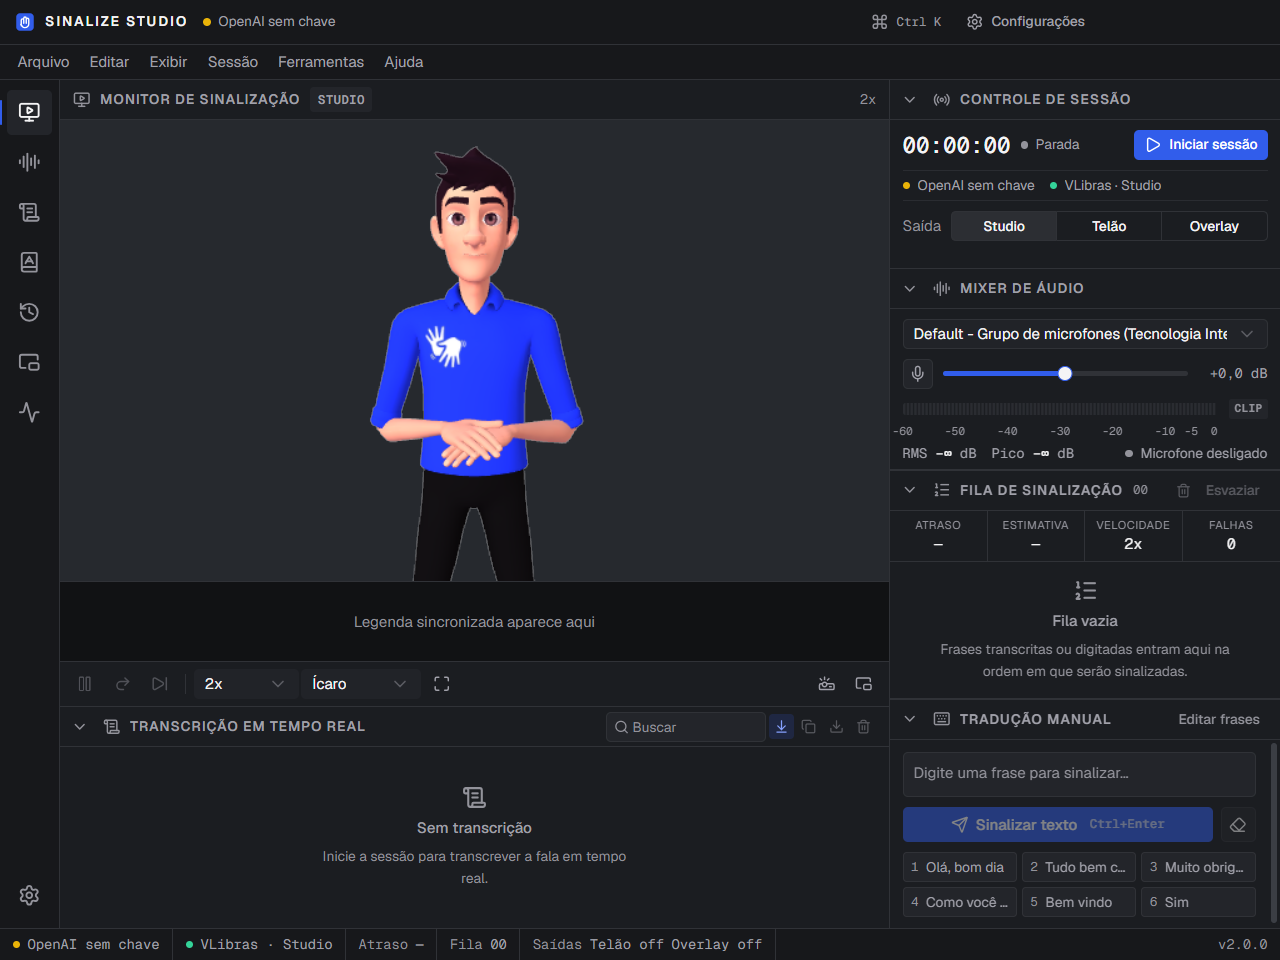 SINALIZE STUDIO OpenAI sem chave Ctrl K Configurações
Arquivo Editar Exibir Sessão Ferramentas Ajuda
MONITOR DE SINALIZAÇÃO STUDIO 2x
Legenda sincronizada aparece aqui
2x Ícaro
TRANSCRIÇÃO EM TEMPO REAL Buscar
Sem transcrição
Inicie a sessão para transcrever a fala em tempo
real.
CONTROLE DE SESSÃO
00:00:00 Parada Iniciar sessão
OpenAI sem chave VLibras · Studio
Saída Studio Telão Overlay
MIXER DE ÁUDIO
Default - Grupo de microfones (Tecnologia Inte
+0,0 dB
CLIP
-60 -50 -40 -30 -20 -10 -5 0
RMS -∞ dB Pico -∞ dB Microfone desligado
FILA DE SINALIZAÇÃO 00 Esvaziar
ATRASO ESTIMATIVA VELOCIDADE FALHAS
– – 2x 0
Fila vazia
Frases transcritas ou digitadas entram aqui na
ordem em que serão sinalizadas.
TRADUÇÃO MANUAL Editar frases
Digite uma frase para sinalizar...
Sinalizar texto Ctrl+Enter
1 Olá, bom dia 2 Tudo bem c... 3 Muito obrig...
4 Como você ... 5 Bem vindo 6 Sim
OpenAI sem chave VLibras · Studio Atraso – Fila 00 Saídas Telão off Overlay off v2.0.0